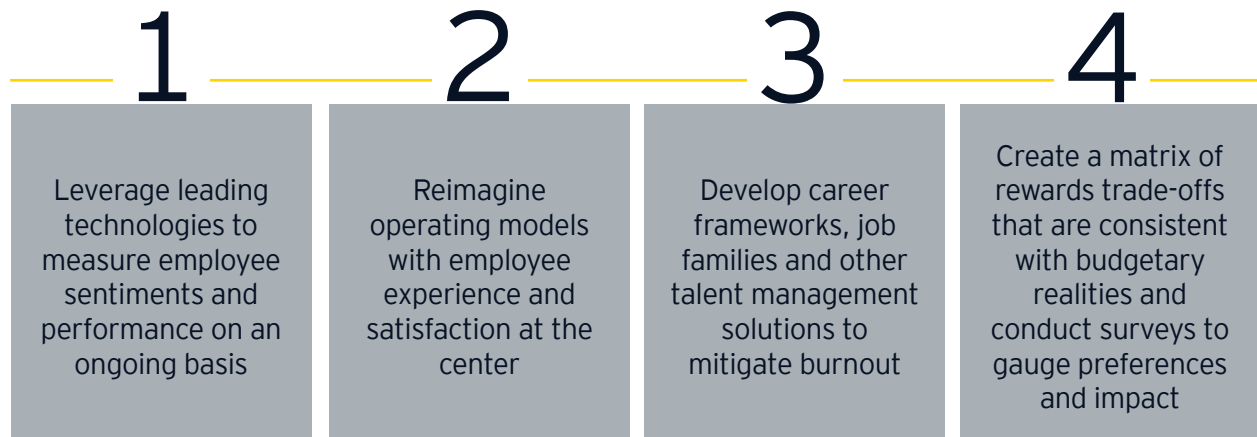 1
Leverage leading
technologies to
measure employee
sentiments and
performance on an
ongoing basis
2
Reimagine
operating models
with employee
experience and
satisfaction at the
center
3
Develop career
frameworks, job
families and other
talent management
solutions to
mitigate burnout
4
Create a matrix of
rewards trade-offs
that are consistent
with budgetary
realities and
conduct surveys to
gauge preferences
and impact